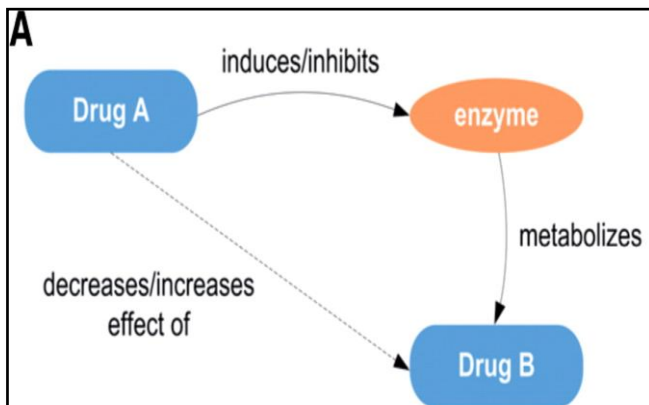 A
induces/inhibits
Drug A
enzyme
metabolizes
decreases/increases
effect of
Drug B